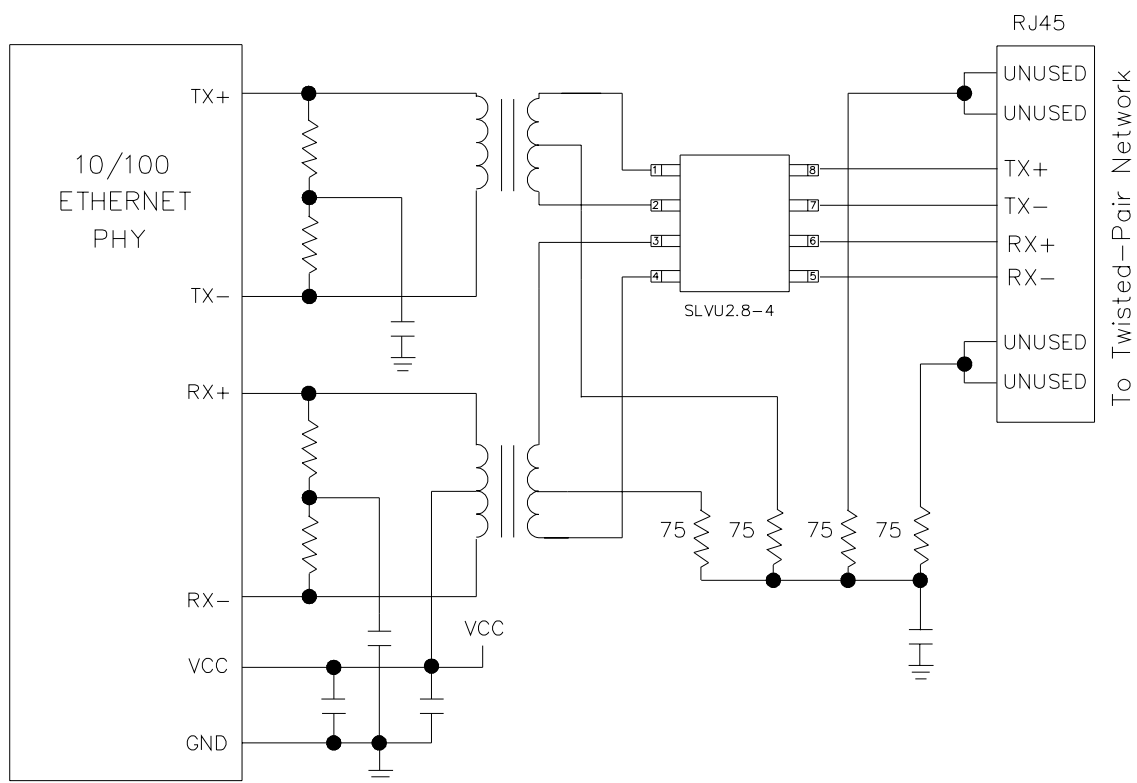 RJ45
UNUSED
UNUSED
TX+
TX-
RX+
RX-
UNUSED
UNUSED
To Twisted-Pair Network
10/100
ETHERNET
PHY
TX+
TX-
RX+
RX-
VCC
GND
1
2
3
4
8
7
6
5
SLVU2.8-4
75
75
75
75
VCC